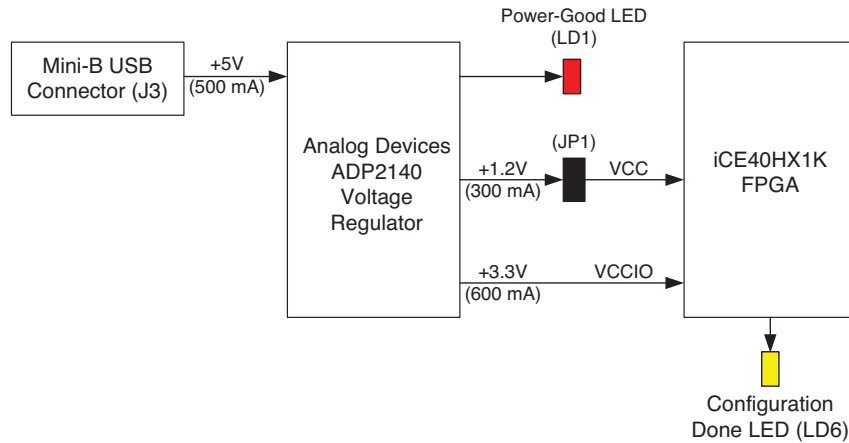 Power-Good LED
(LD1)
Mini-B USB
Connector (J3)
+5V
(500 mA)
Analog Devices
ADP2140
Voltage
Regulator
(JP1)
+1.2V
(300 mA)
VCC
iCE40HX1K
FPGA
+3.3V
(600 mA)
VCCIO
Configuration
Done LED (LD6)